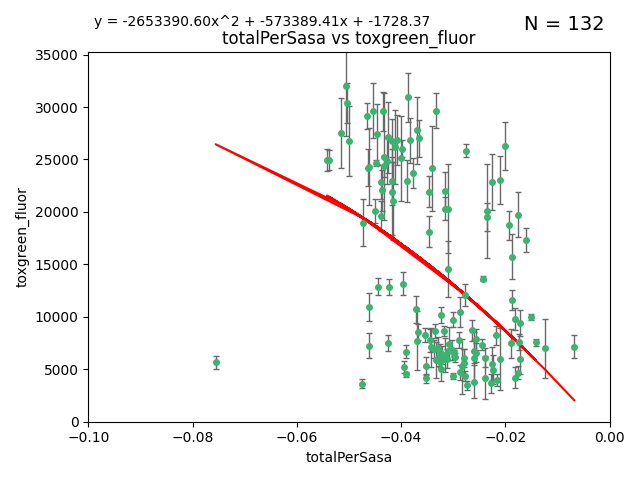 y = -2653390.60x^2 + -573389.41x + -1728.37
N = 132
totalPerSasa vs toxgreen_fluor
35000
30000
25000
20000
15000
10000
5000
0
toxgreen_fluor
−0.10 −0.08 −0.06 −0.04 −0.02 0.00
totalPerSasa